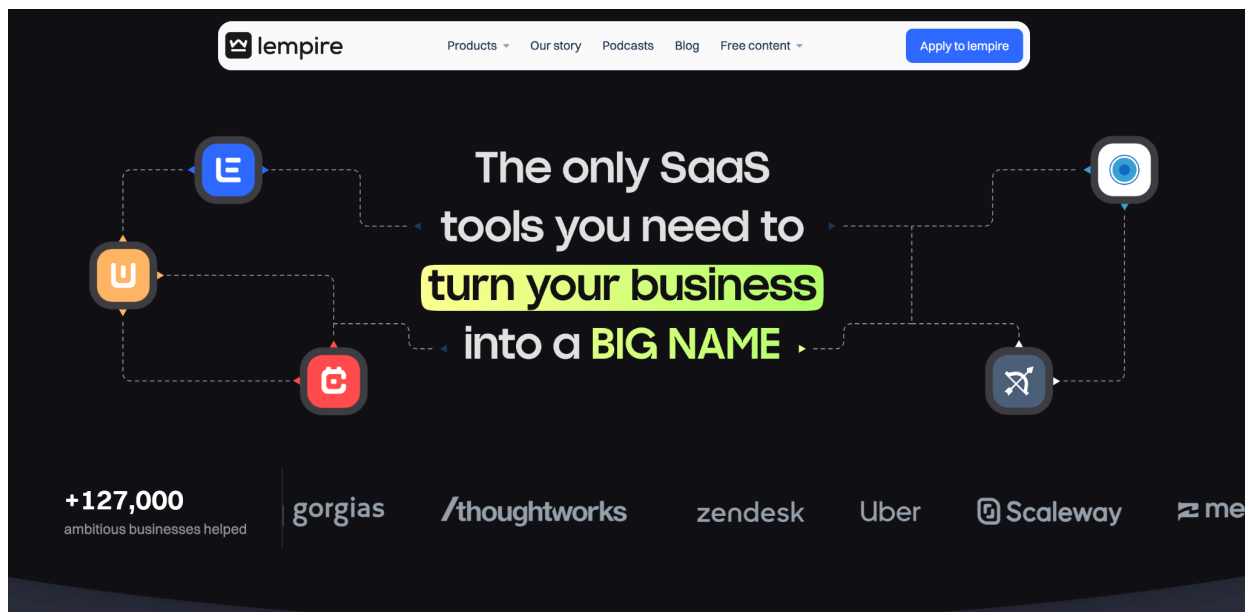 lempire
Products
Our story
Podcasts
Blog
Free content
Apply to lempire
The only SaaS
tools you need to
turn your business
into a BIG NAME
+127,000
ambitious businesses helped
gorgias
/thoughtworks
zendesk
Uber
Scaleway
me